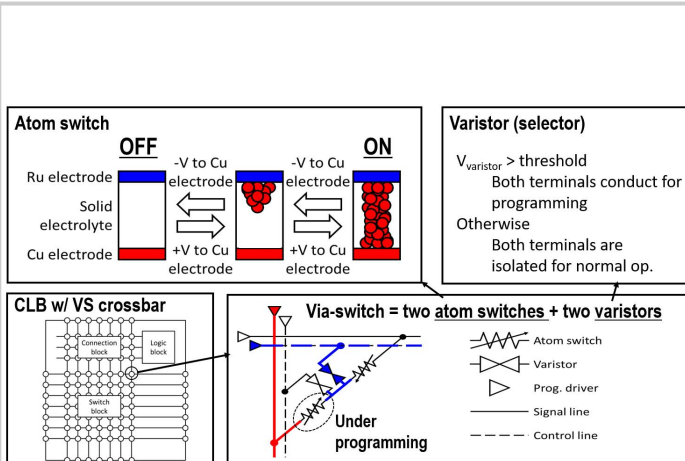 Atom switch
OFF
ON
-V to Cu
electrode
-V to Cu
electrode
Ru electrode
Solid
electrolyte
Cu electrode
+V to Cu
electrode
+V to Cu
electrode
Varistor (selector)
Vvaristor > threshold
Both terminals conduct for
programming
Otherwise
Both terminals are
isolated for normal op.
CLB w/ VS crossbar
Connection
block
Logic
block
Switch
block
Via-switch = two atom switches + two varistors
Under
programming
Atom switch
Varistor
Prog. driver
Signal line
Control line